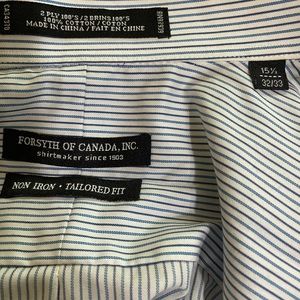 2 PLY 100'S / 2 BRINS 100'S
100% COTTON / COTON
MADE IN CHINA / FAIT EN CHINE
CA04370
15½
32/33
FORSYTH OF CANADA, INC.
shirtmaker since 1903
NON IRON • TAILORED FIT